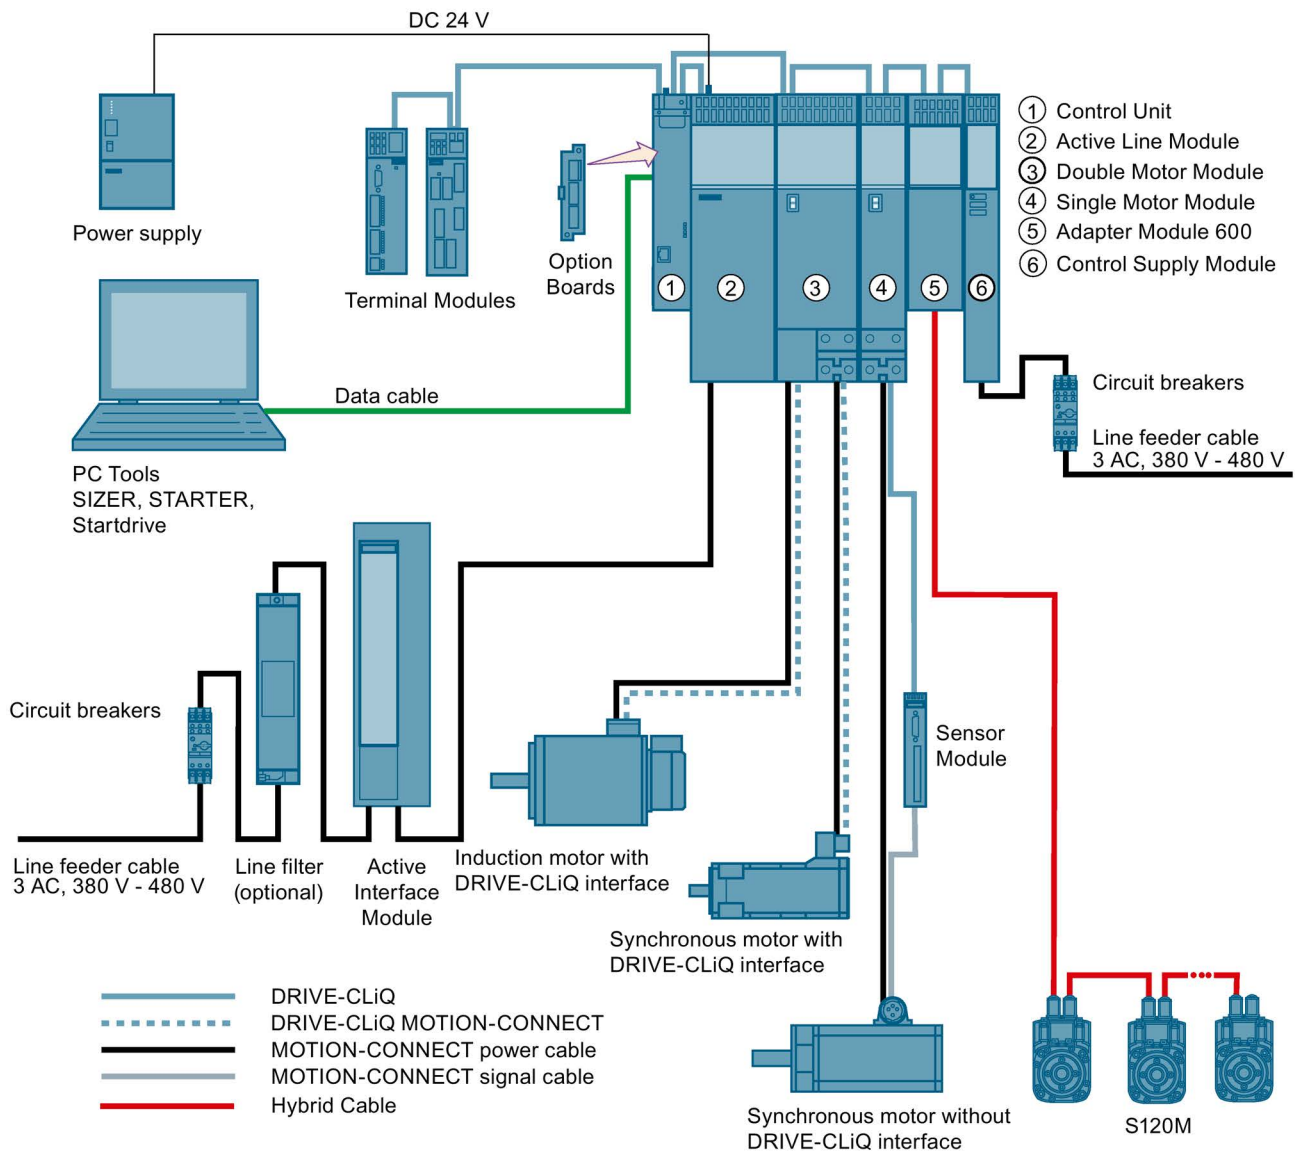 DC 24 V
① Control Unit
② Active Line Module
③ Double Motor Module
④ Single Motor Module
⑤ Adapter Module 600
⑥ Control Supply Module
Power supply
Terminal Modules
Option
Boards
①
②
③
④
⑤
⑥
Data cable
Circuit breakers
Line feeder cable
3 AC, 380 V - 480 V
PC Tools
SIZER, STARTER,
Startdrive
Circuit breakers
Line feeder cable
3 AC, 380 V - 480 V
Line filter
(optional)
Active
Interface
Module
Induction motor with
DRIVE-CLiQ interface
Sensor
Module
Synchronous motor with
DRIVE-CLiQ interface
DRIVE-CLiQ
DRIVE-CLiQ MOTION-CONNECT
MOTION-CONNECT power cable
MOTION-CONNECT signal cable
Hybrid Cable
Synchronous motor without
DRIVE-CLiQ interface
S120M